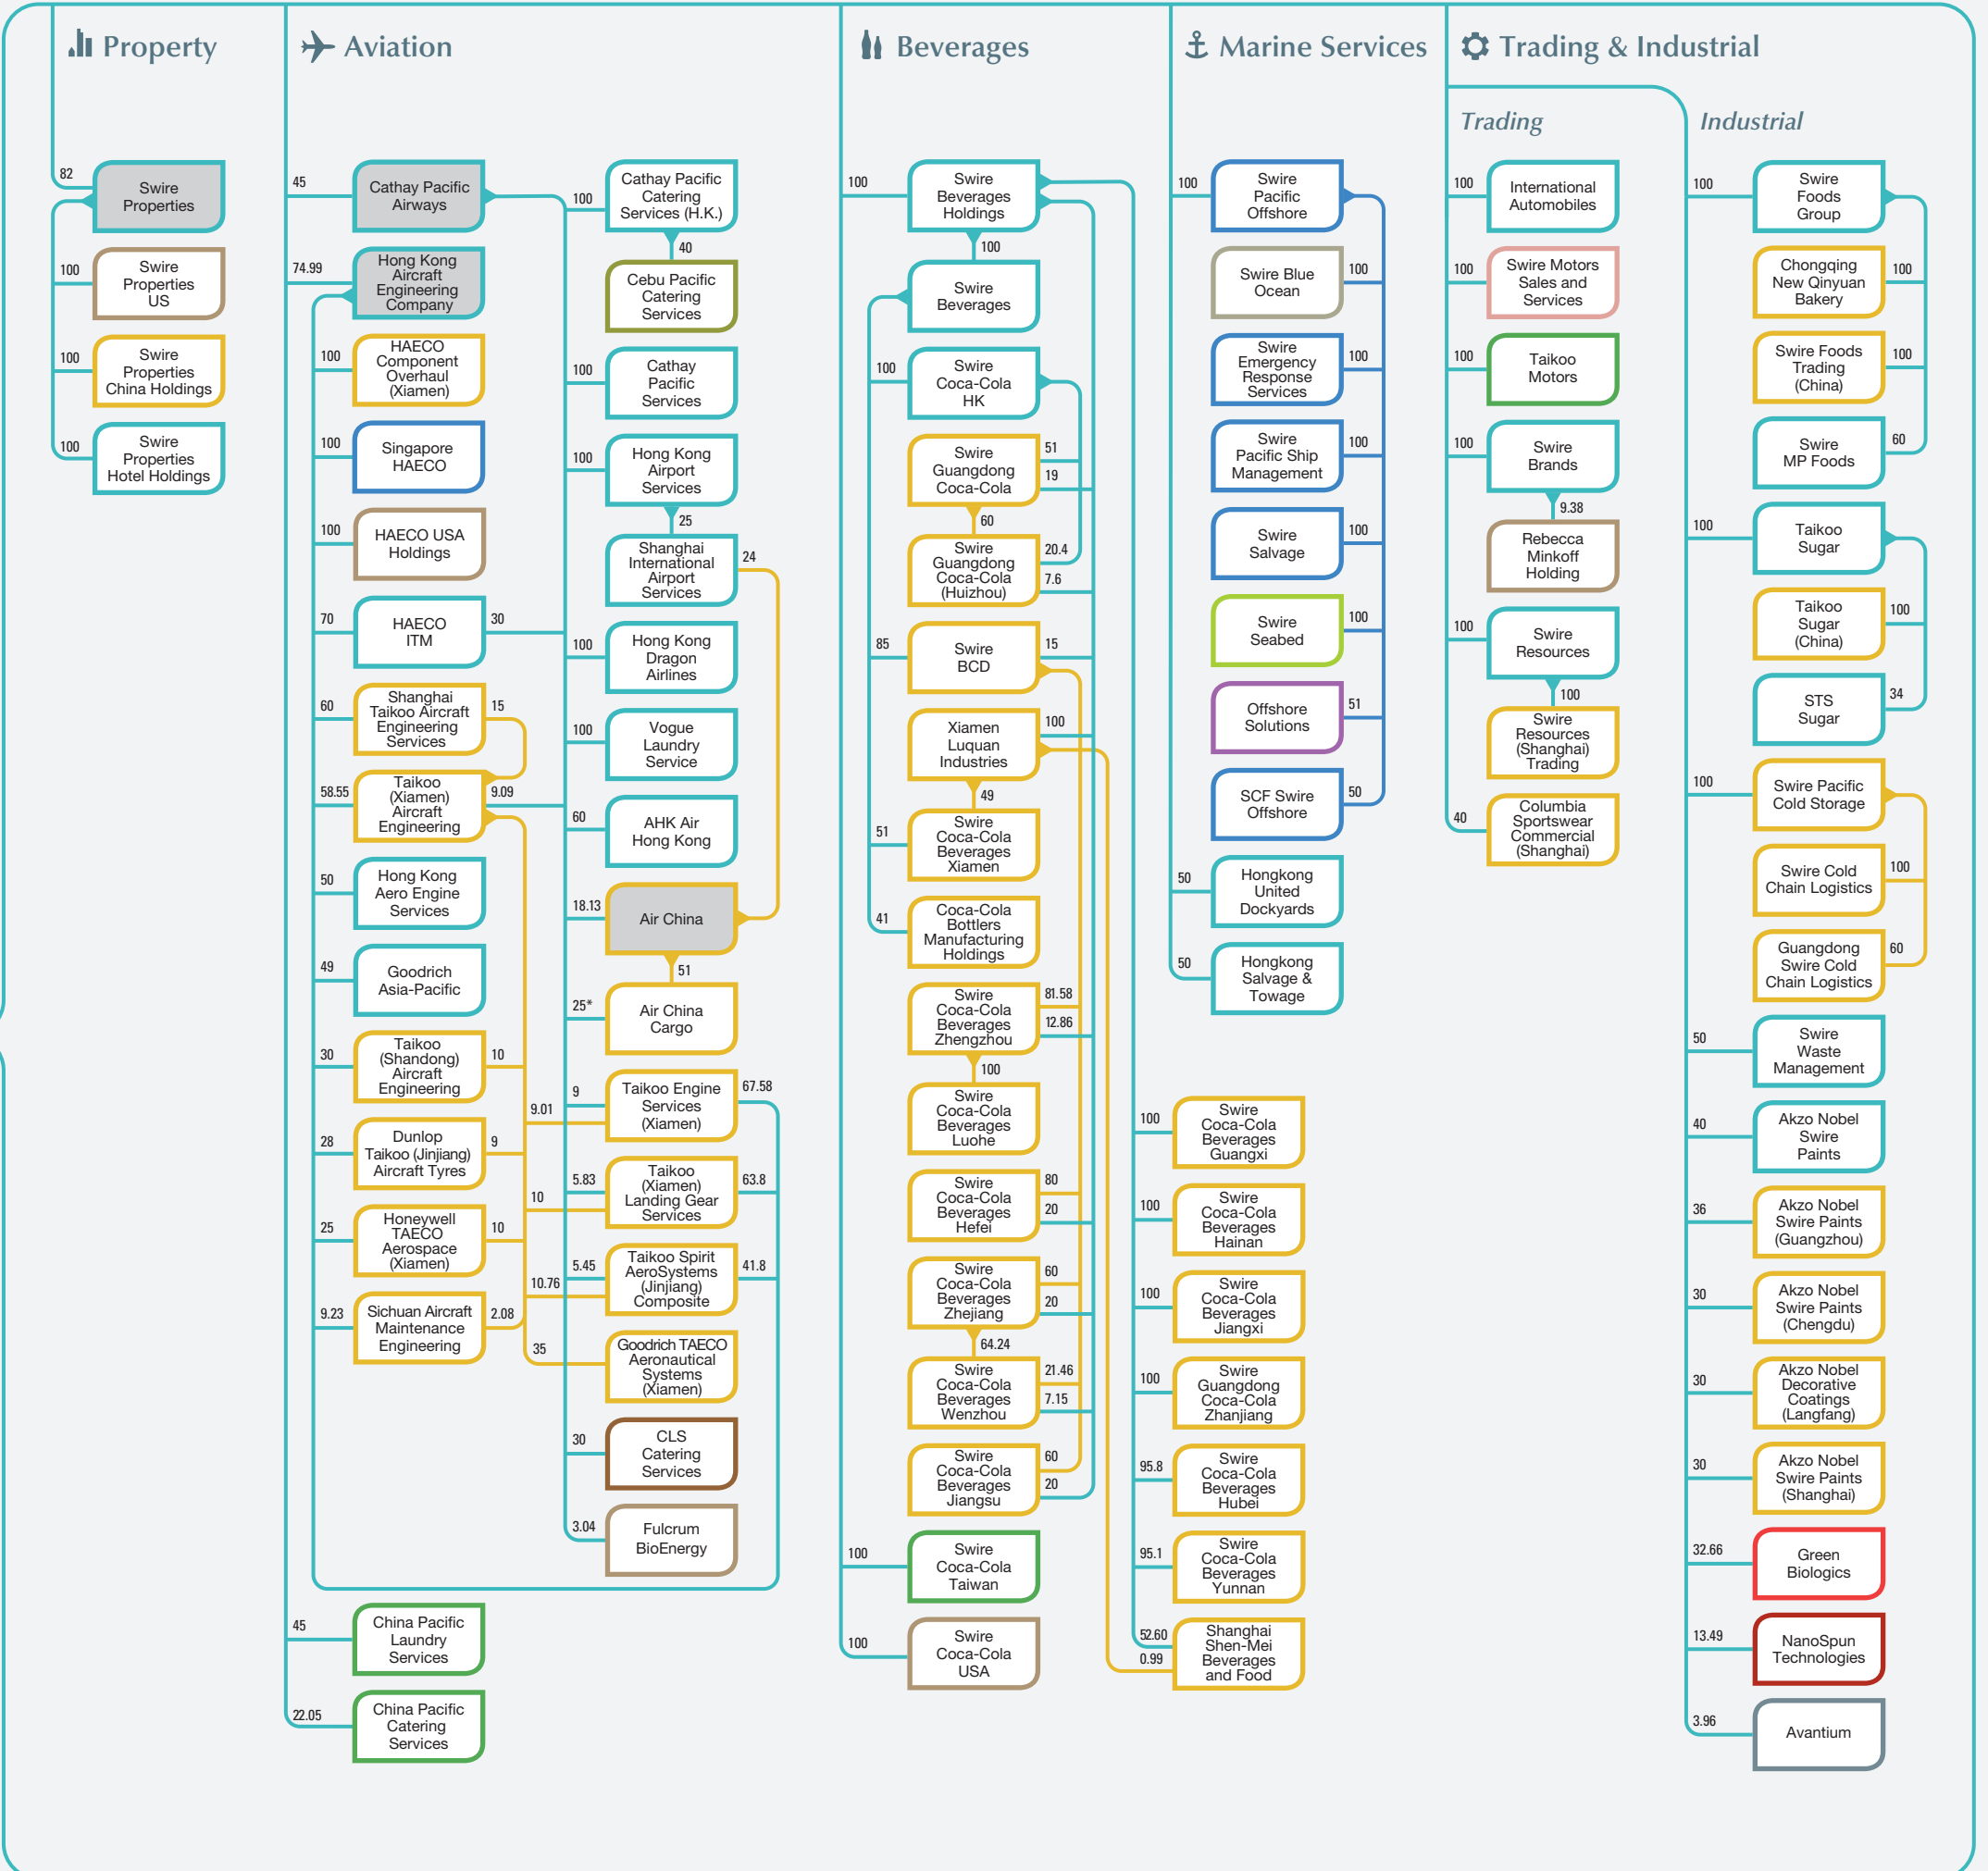 Property
Aviation
Beverages
Marine Services
Trading & Industrial
Trading
Industrial
82
Swire
Properties
100
Swire
Properties
US
100
Swire
Properties
China Holdings
100
Swire
Properties
Hotel Holdings
45
Cathay Pacific
Airways
74.99
Hong Kong
Aircraft
Engineering
Company
100
HAECO
Component
Overhaul
(Xiamen)
100
Singapore
HAECO
100
HAECO USA
Holdings
70
HAECO
ITM
30
60
Shanghai
Taikoo Aircraft
Engineering
Services
15
58.55
Taikoo
(Xiamen)
Aircraft
Engineering
9.09
50
Hong Kong
Aero Engine
Services
49
Goodrich
Asia-Pacific
30
Taikoo
(Shandong)
Aircraft
Engineering
10
28
Dunlop
Taikoo (Jinjiang)
Aircraft Tyres
9
25
Honeywell
TAECO
Aerospace
(Xiamen)
10
9.23
Sichuan Aircraft
Maintenance
Engineering
2.08
45
China Pacific
Laundry
Services
22.05
China Pacific
Catering
Services
100
Cathay Pacific
Catering
Services (H.K.)
40
Cebu Pacific
Catering
Services
100
Cathay
Pacific
Services
100
Hong Kong
Airport
Services
25
Shanghai
International
Airport
Services
24
100
Hong Kong
Dragon
Airlines
100
Vogue
Laundry
Service
60
AHK Air
Hong Kong
18.13
Air China
51
25*
Air China
Cargo
9
9.01
Taikoo Engine
Services
(Xiamen)
67.58
5.83
10
Taikoo
(Xiamen)
Landing Gear
Services
63.8
5.45
10.76
Taikoo Spirit
AeroSystems
(Jinjiang)
Composite
41.8
35
Goodrich TAECO
Aeronautical
Systems
(Xiamen)
30
CLS
Catering
Services
3.04
Fulcrum
BioEnergy
100
Swire
Beverages
Holdings
100
Swire
Beverages
100
Swire
Coca-Cola
HK
Swire
Guangdong
Coca-Cola
51
19
60
Swire
Guangdong
Coca-Cola
(Huizhou)
20.4
7.6
85
Swire
BCD
15
Xiamen
Luquan
Industries
100
49
51
Swire
Coca-Cola
Beverages
Xiamen
41
Coca-Cola
Bottlers
Manufacturing
Holdings
Swire
Coca-Cola
Beverages
Zhengzhou
81.58
12.86
100
Swire
Coca-Cola
Beverages
Luohe
Swire
Coca-Cola
Beverages
Hefei
80
20
Swire
Coca-Cola
Beverages
Zhejiang
60
20
64.24
Swire
Coca-Cola
Beverages
Wenzhou
21.46
7.15
Swire
Coca-Cola
Beverages
Jiangsu
60
20
100
Swire
Coca-Cola
Taiwan
100
Swire
Coca-Cola
USA
100
Swire
Coca-Cola
Beverages
Guangxi
100
Swire
Coca-Cola
Beverages
Hainan
100
Swire
Coca-Cola
Beverages
Jiangxi
100
Swire
Guangdong
Coca-Cola
Zhanjiang
95.8
Swire
Coca-Cola
Beverages
Hubei
95.1
Swire
Coca-Cola
Beverages
Yunnan
52.60
0.99
Shanghai
Shen-Mei
Beverages
and Food
100
Swire
Pacific
Offshore
Swire Blue
Ocean
100
Swire
Emergency
Response
Services
100
Swire
Pacific Ship
Management
100
Swire
Salvage
100
Swire
Seabed
100
Offshore
Solutions
51
SCF Swire
Offshore
50
50
Hongkong
United
Dockyards
50
Hongkong
Salvage &
Towage
100
International
Automobiles
100
Swire Motors
Sales and
Services
100
Taikoo
Motors
100
Swire
Brands
9.38
Rebecca
Minkoff
Holding
100
Swire
Resources
100
Swire
Resources
(Shanghai)
Trading
40
Columbia
Sportswear
Commercial
(Shanghai)
100
Swire
Foods
Group
Chongqing
New Qinyuan
Bakery
100
Swire Foods
Trading
(China)
100
Swire
MP Foods
60
100
Taikoo
Sugar
Taikoo
Sugar
(China)
100
STS
Sugar
34
100
Swire Pacific
Cold Storage
Swire Cold
Chain Logistics
100
Guangdong
Swire Cold
Chain Logistics
60
50
Swire
Waste
Management
40
Akzo Nobel
Swire
Paints
36
Akzo Nobel
Swire Paints
(Guangzhou)
30
Akzo Nobel
Swire Paints
(Chengdu)
30
Akzo Nobel
Decorative
Coatings
(Langfang)
30
Akzo Nobel
Swire Paints
(Shanghai)
32.66
Green
Biologics
13.49
NanoSpun
Technologies
3.96
Avantium